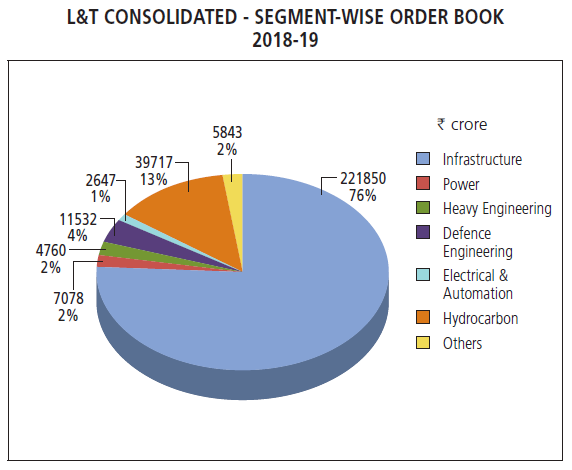 L&T CONSOLIDATED - SEGMENT-WISE ORDER BOOK
2018-19
5843
2%
39717
13%
2647
1%
11532
4%
4760
2%
7078
2%
221850
76%
₹ crore
Infrastructure
Power
Heavy Engineering
Defence
Engineering
Electrical &
Automation
Hydrocarbon
Others